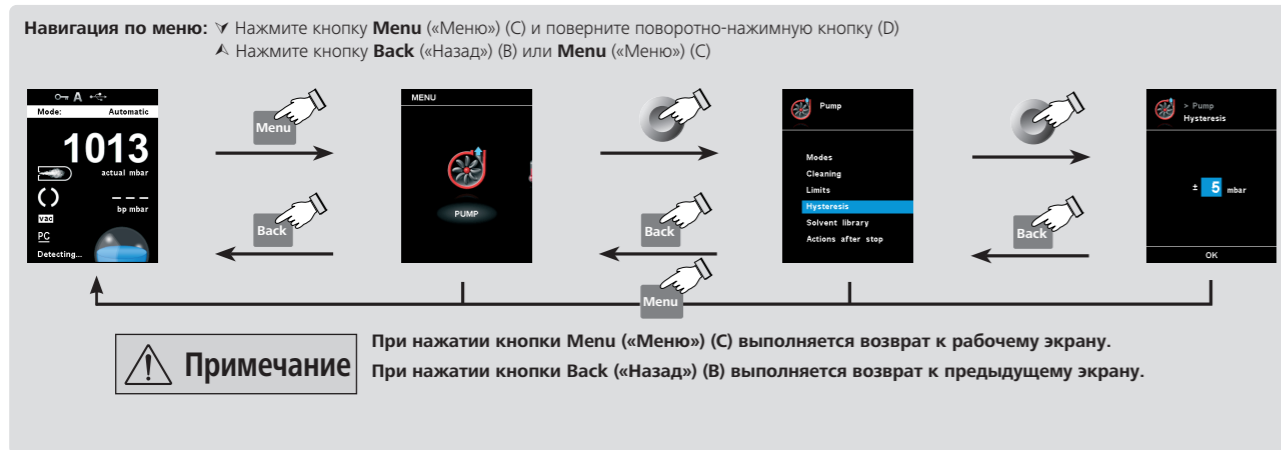 Навигация по меню: Нажмите кнопку Menu («Меню») (C) и поверните поворотно-нажимную кнопку (D)
Нажмите кнопку Back («Назад») (B) или Menu («Меню») (C)
A
Mode: Automatic
1013
actual mbar
---
bp mbar
vac
PC
Detecting...
Menu
Back
MENU
PUMP
Back
Pump
Modes
Cleaning
Limits
Hysteresis
Solvent library
Actions after stop
Back
> Pump
Hysteresis
± 5 mbar
OK
Menu
Примечание
При нажатии кнопки Menu («Меню») (C) выполняется возврат к рабочему экрану.
При нажатии кнопки Back («Назад») (B) выполняется возврат к предыдущему экрану.